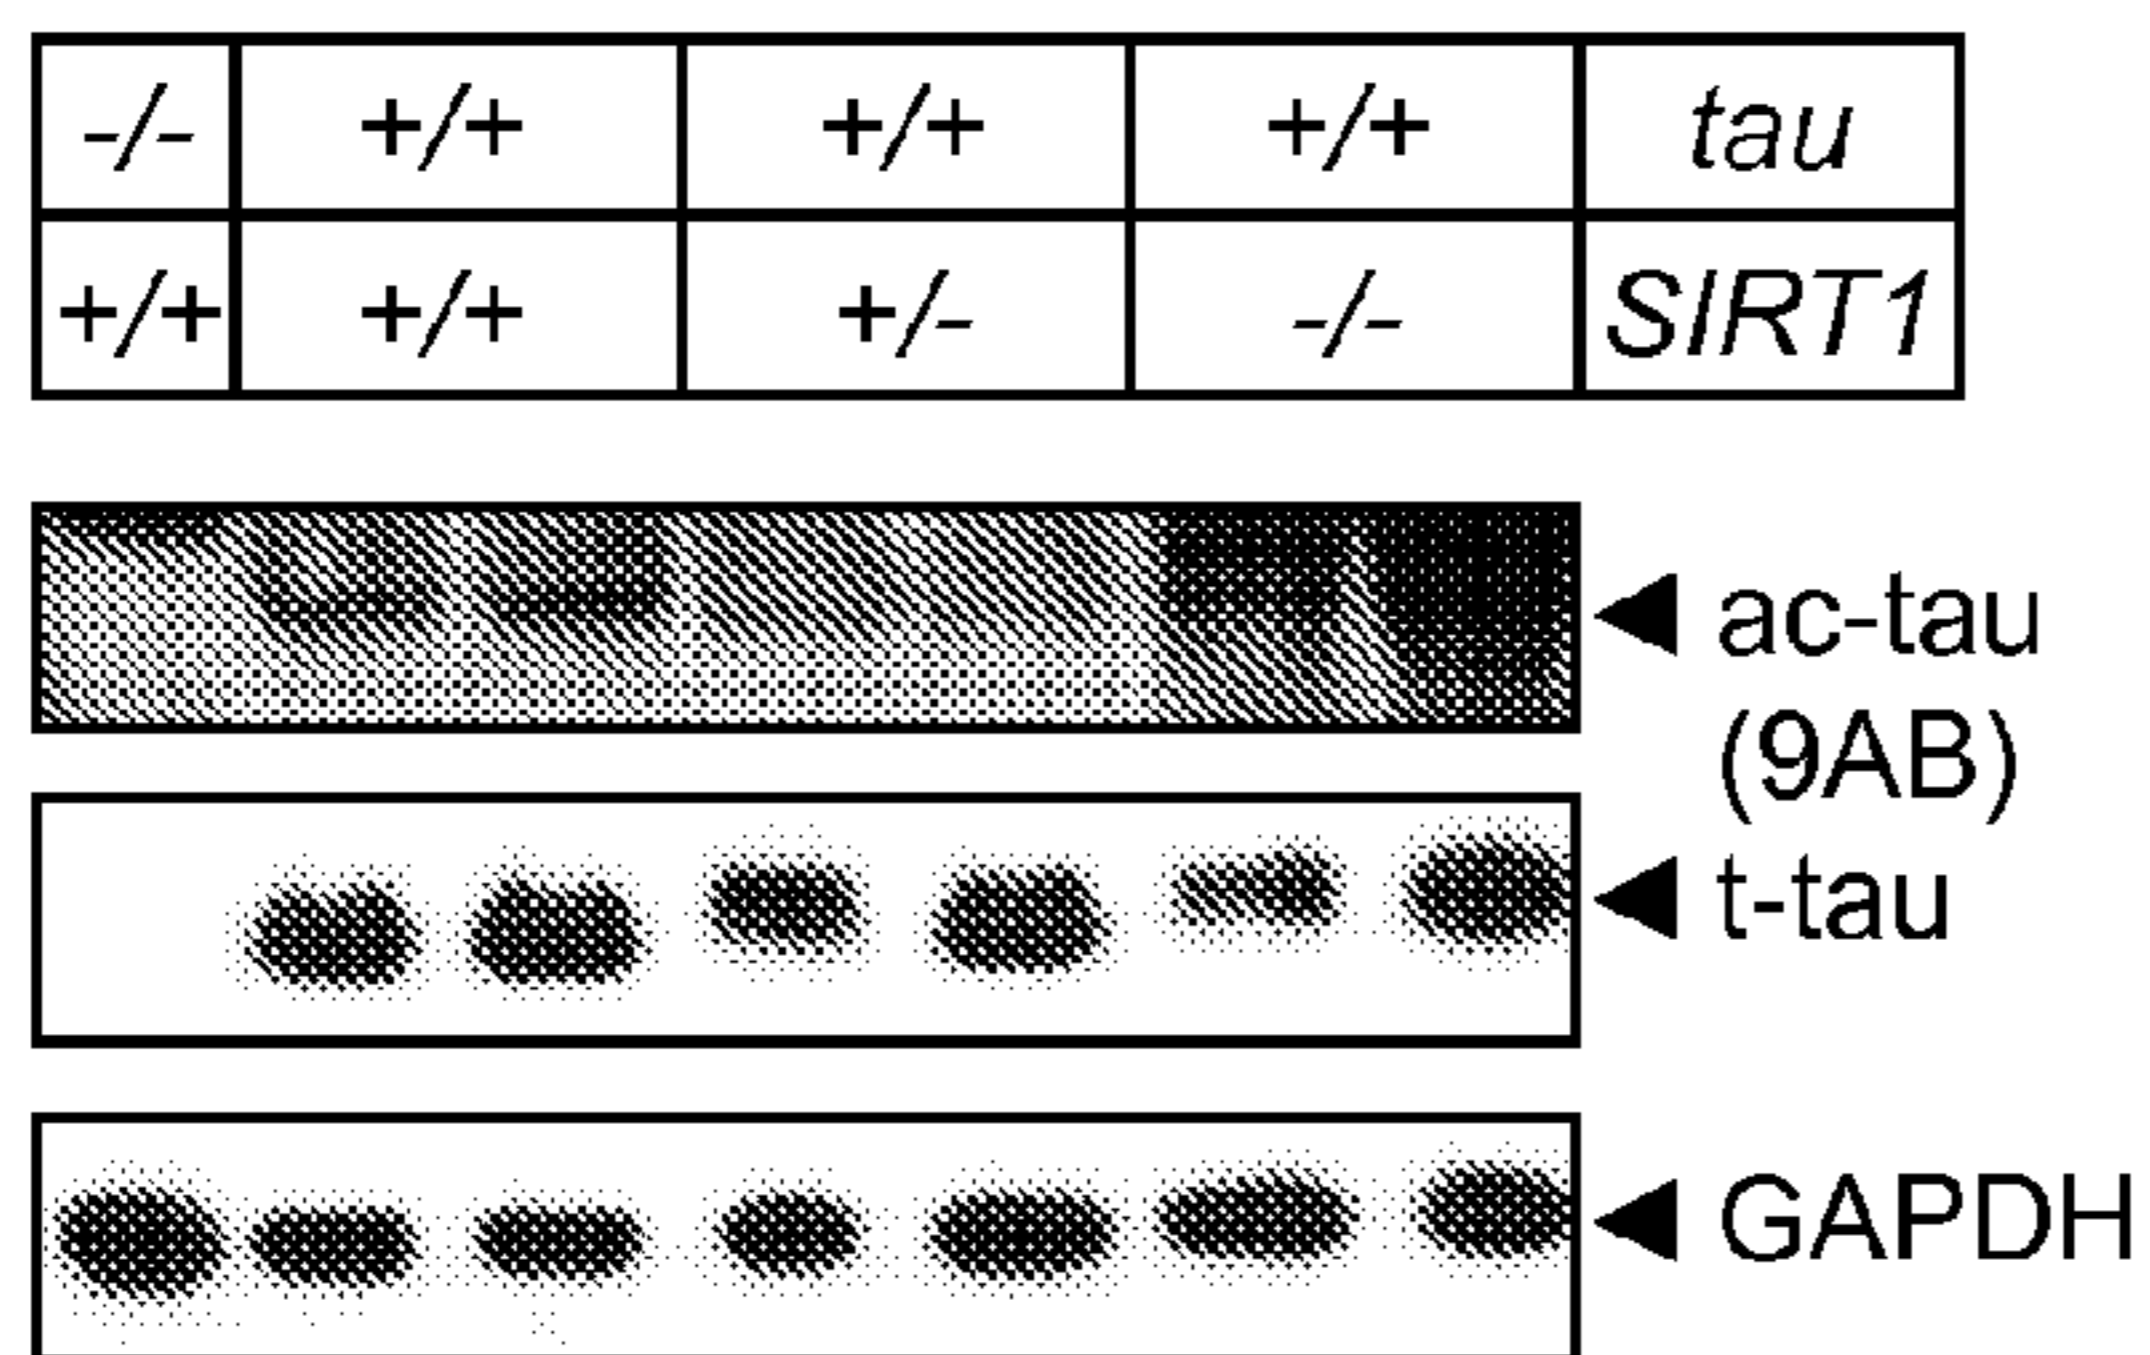 -/- +/+ +/+ +/+ tau
+/+ +/+ +/- -/- SIRT1
ac-tau
(9AB)
t-tau
GAPDH